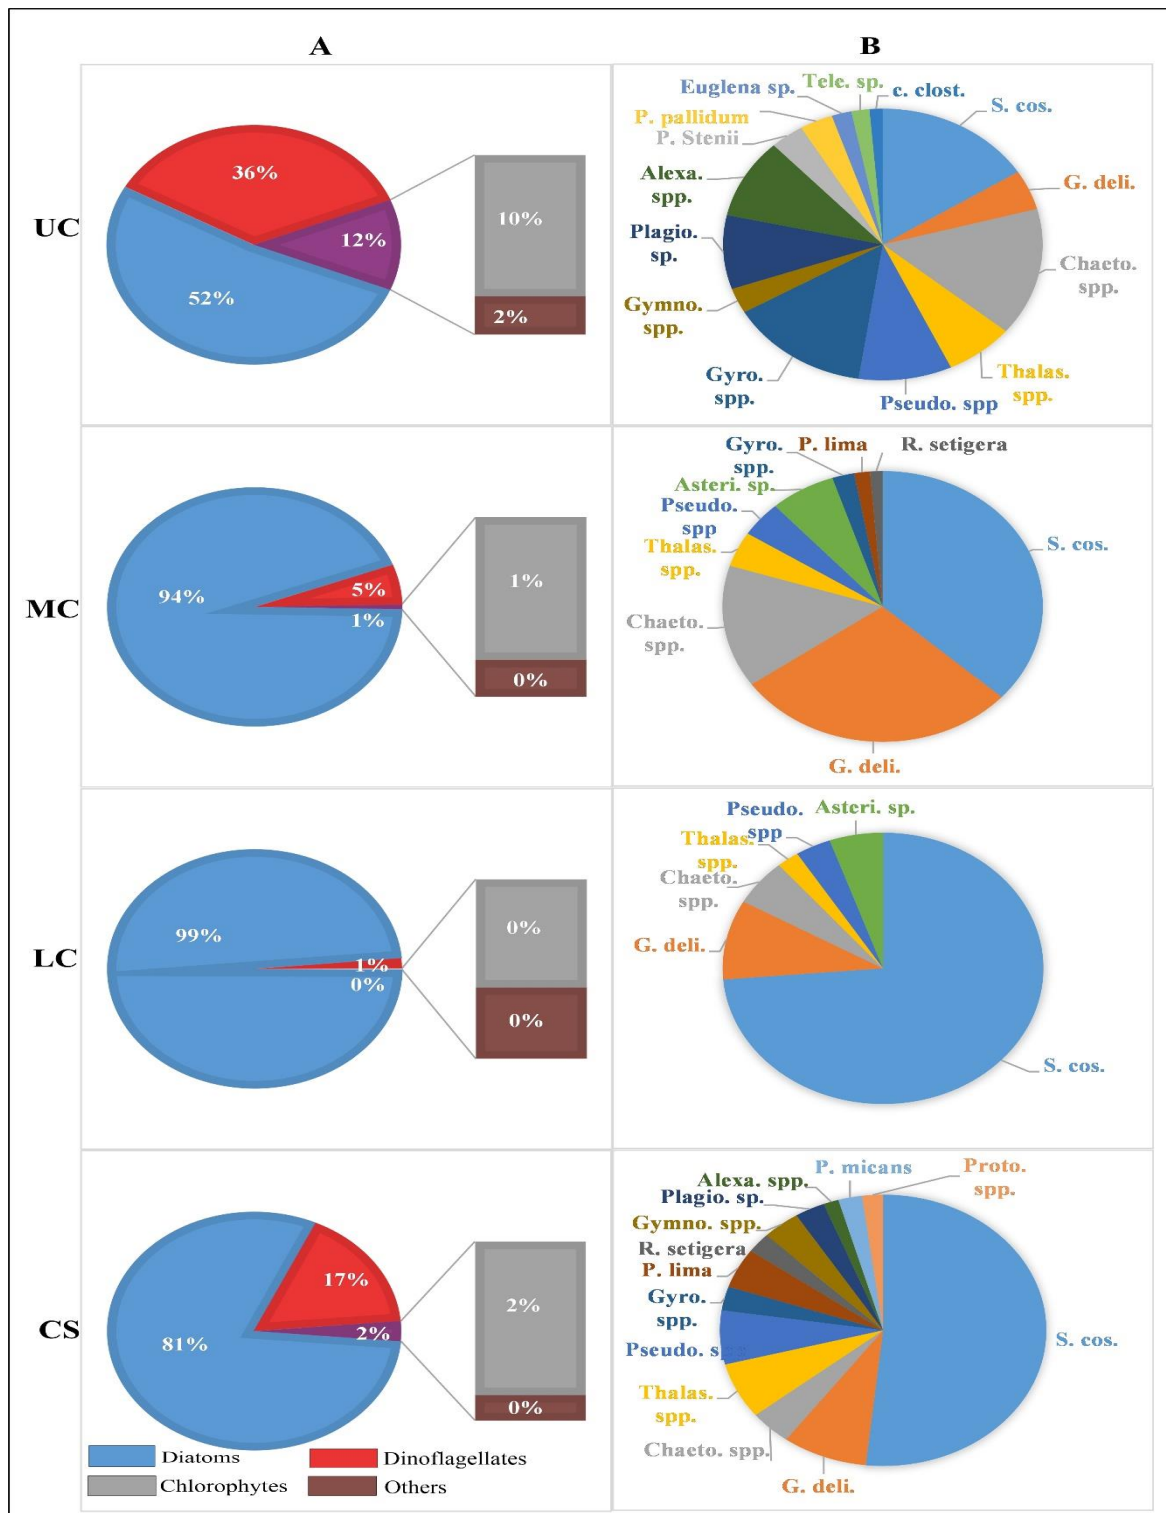 A
B
UC
36%
12%
52%
10%
2%
Euglena sp.
Tele. sp.
c. clost.
P. pallidum
P. Stenii
S. cos.
G. deli.
Alexa.
spp.
Plagio.
sp.
Chaeto.
spp.
Gymno.
spp.
Gyro.
spp.
Pseudo. spp
Thalas.
spp.
MC
94%
5%
1%
1%
0%
Gyro.
spp.
P. lima
R. setigera
Asteri. sp.
Pseudo.
spp
Thalas.
spp.
Chaeto.
spp.
S. cos.
G. deli.
LC
99%
1%
0%
0%
0%
Pseudo.
spp
Asteri. sp.
Thalas.
spp.
Chaeto.
spp.
G. deli.
S. cos.
CS
17%
2%
81%
2%
0%
P. micans
Proto.
spp.
Alexa. spp.
Plagio. sp.
Gymno. spp.
R. setigera
P. lima
Gyro.
spp.
Pseudo. spp
Thalas.
spp.
Chaeto. spp.
G. deli.
S. cos.
Diatoms
Dinoflagellates
Chlorophytes
Others